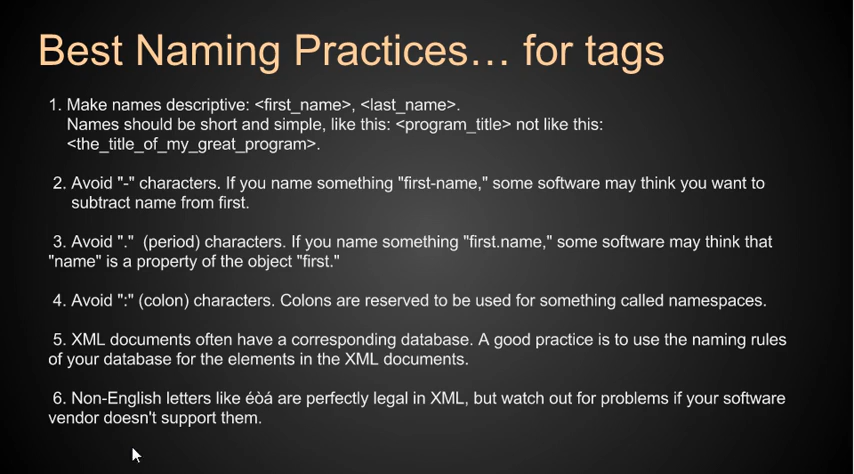 Best Naming Practices... for tags
1. Make names descriptive: <first_name>, <last_name>.
Names should be short and simple, like this: <program_title> not like this:
<the_title_of_my_great_program>.
2. Avoid "-" characters. If you name something "first-name," some software may think you want to
subtract name from first.
3. Avoid "." (period) characters. If you name something "first.name," some software may think that
"name" is a property of the object "first."
4. Avoid ":" (colon) characters. Colons are reserved to be used for something called namespaces.
5. XML documents often have a corresponding database. A good practice is to use the naming rules
of your database for the elements in the XML documents.
6. Non-English letters like éòá are perfectly legal in XML, but watch out for problems if your software
vendor doesn't support them.